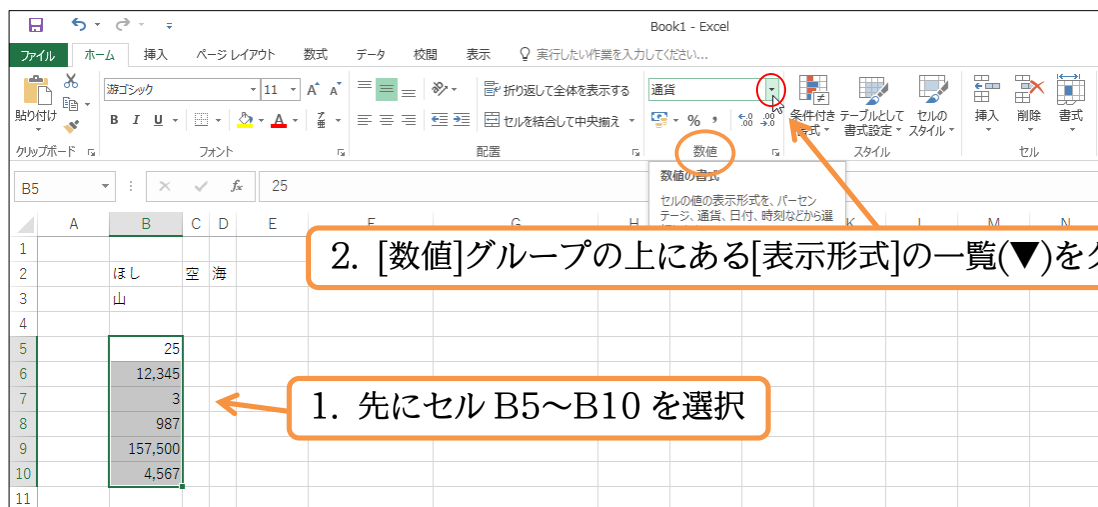 Book1 - Excel
ファイル ホーム 挿入 ページ レイアウト 数式 データ 校閲 表示 実行したい作業を入力してください...
游ゴシック 11 A A 折り返して全体を表示する 通貨
貼り付け B I U A セルを結合して中央揃え % , 条件付き書式 テーブルとして書式設定 セルのスタイル 挿入 削除 書式
クリップボード フォント 配置 数値 スタイル セル
B5 fx 25
数値の書式
セルの値の表示形式を、パーセン
テージ、通貨、日付、時刻などから選
A B C D E F G H K L M N
1
2. [数値]グループの上にある[表示形式]の一覧(▼)を
2 ほし 空 海
3 山
4
5 25
6 12,345
7 3
1. 先にセル B5~B10 を選択
8 987
9 157,500
10 4,567
11